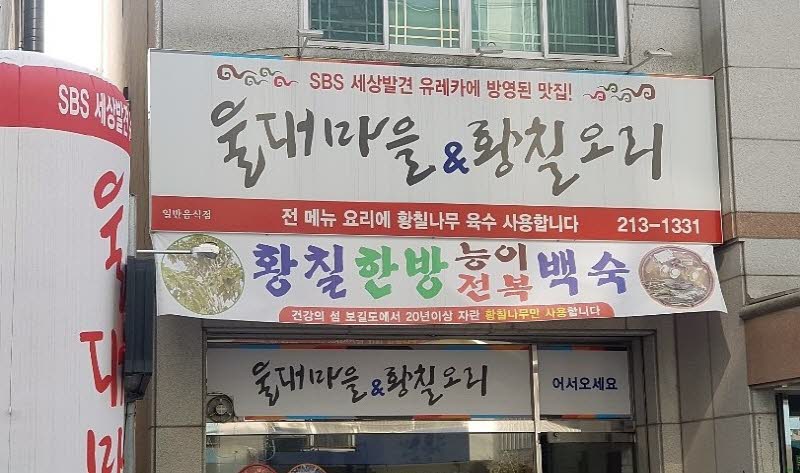 SBS 세상발견 유레카에 방영된 맛집!
울대마을&황칠오리
일반음식점
전 메뉴 요리에 황칠나무 육수 사용합니다 213-1331
황칠한방 능이전복 백숙
건강의 섬 보길도에서 20년이상 자란 황칠나무만 사용합니다
울대마을&황칠오리
어서오세요
SBS 세상발견
울대마